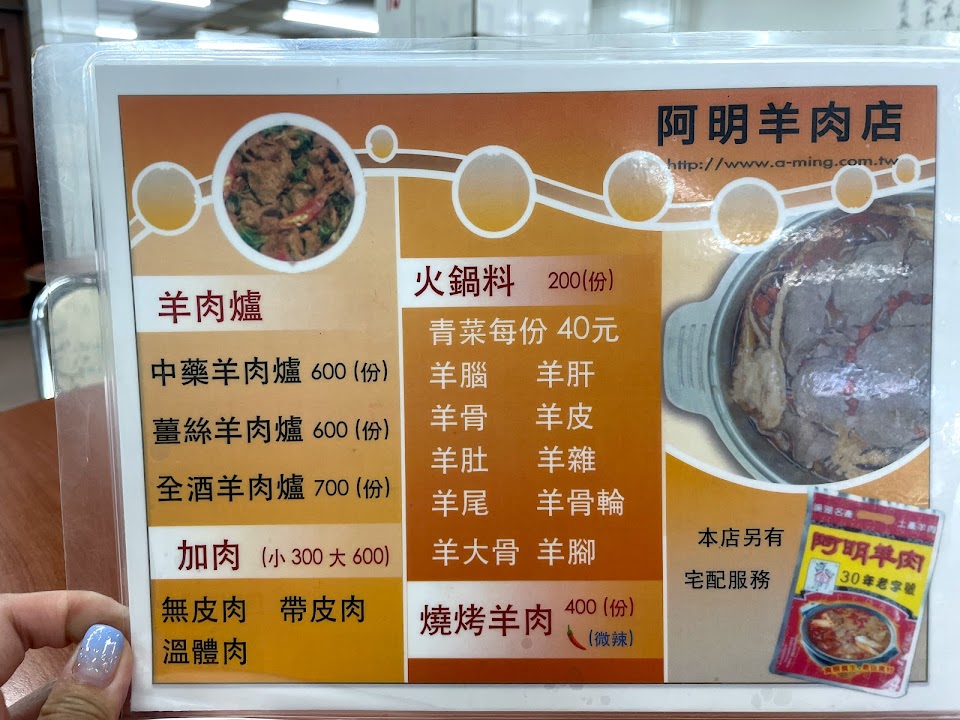 阿明羊肉店
http://www.a-ming.com.tw
羊肉爐
中藥羊肉爐 600 (份)
薑絲羊肉爐 600 (份)
全酒羊肉爐 700 (份)
加肉 (小 300 大 600)
無皮肉 帶皮肉
溫體肉
火鍋料 200(份)
青菜每份 40元
羊腦 羊肝
羊骨 羊皮
羊肚 羊雜
羊尾 羊骨輪
羊大骨 羊腳
燒烤羊肉 400 (份)
(微辣)
本店另有
宅配服務
土產羊肉
阿明羊肉
30年老字號